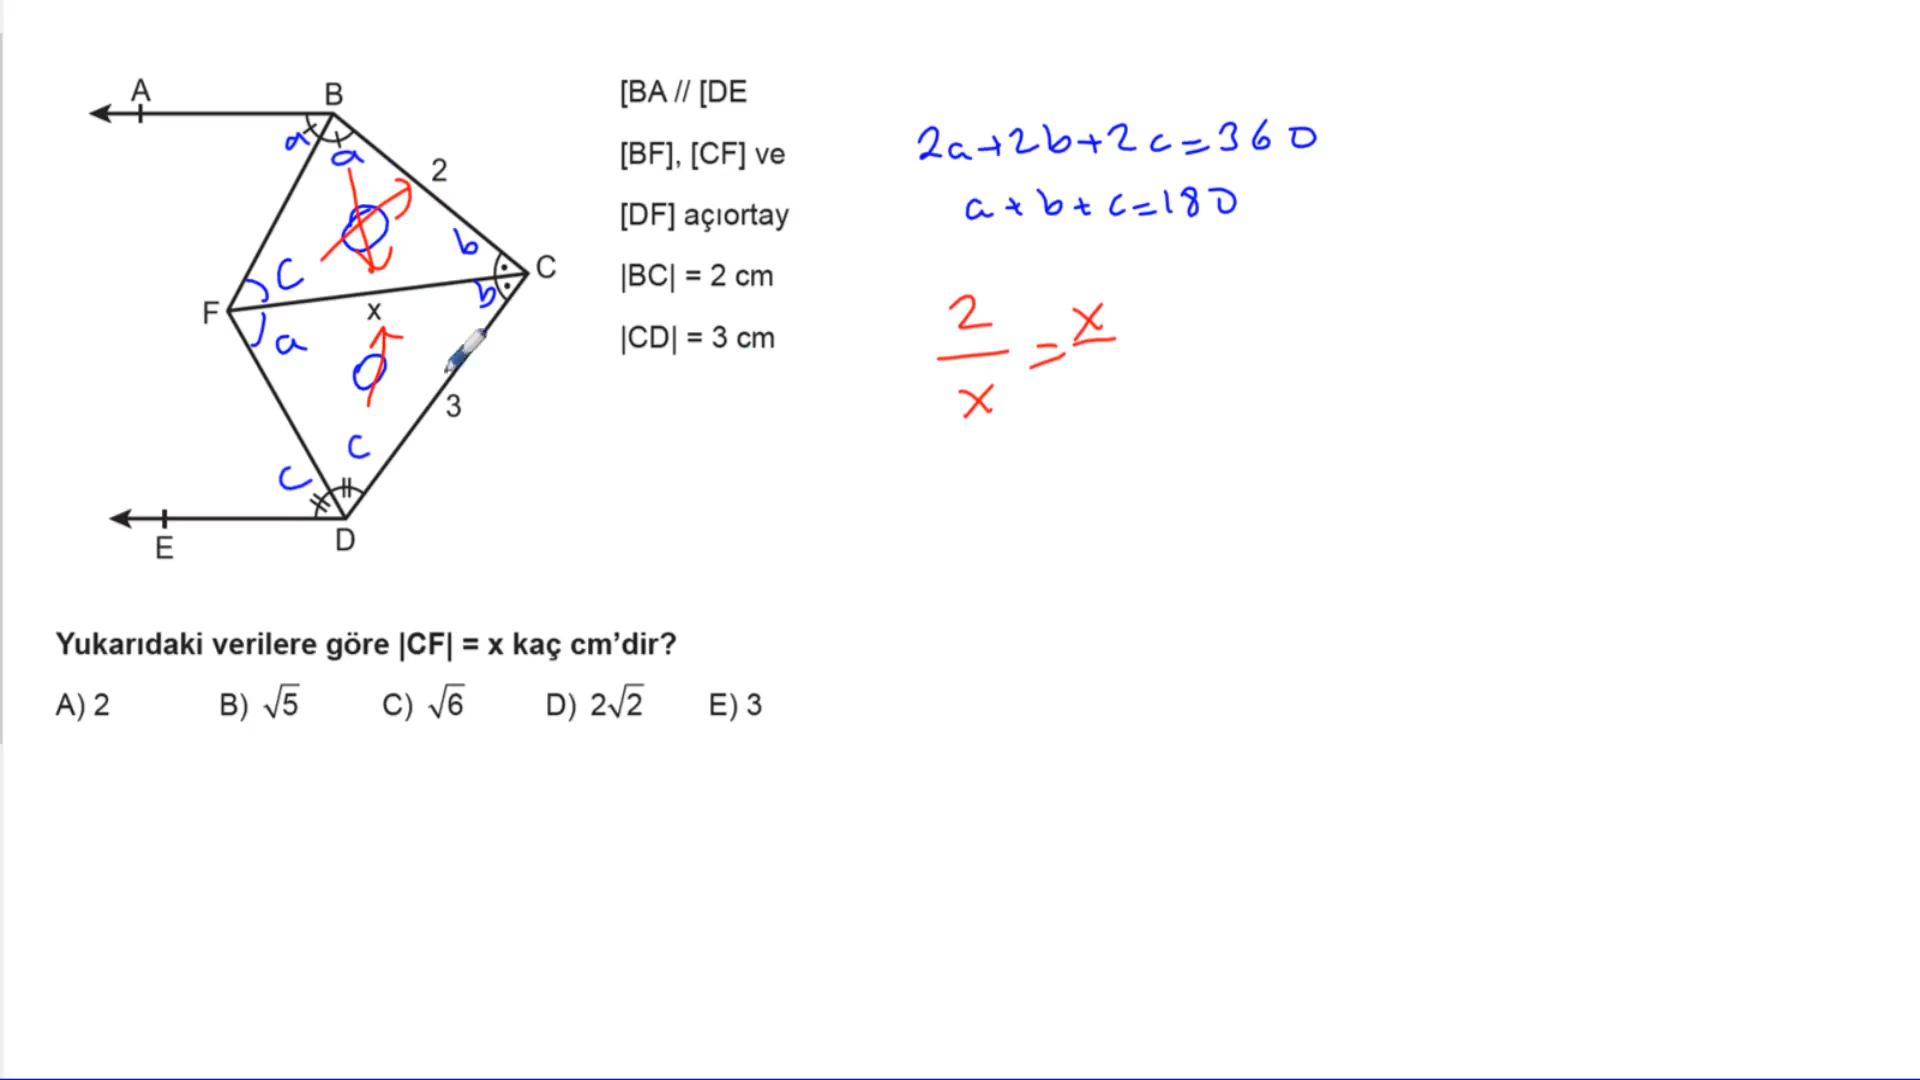 A
B
2
a
a
b
C
c
b
F
x
a
3
c
c
E
D
[BA // [DE
[BF], [CF] ve
[DF] açıortay
|BC| = 2 cm
|CD| = 3 cm
2a+2b+2c=360
a+b+c=180
2/x = x
Yukarıdaki verilere göre |CF| = x kaç cm'dir?
A) 2 B) √5 C) √6 D) 2√2 E) 3